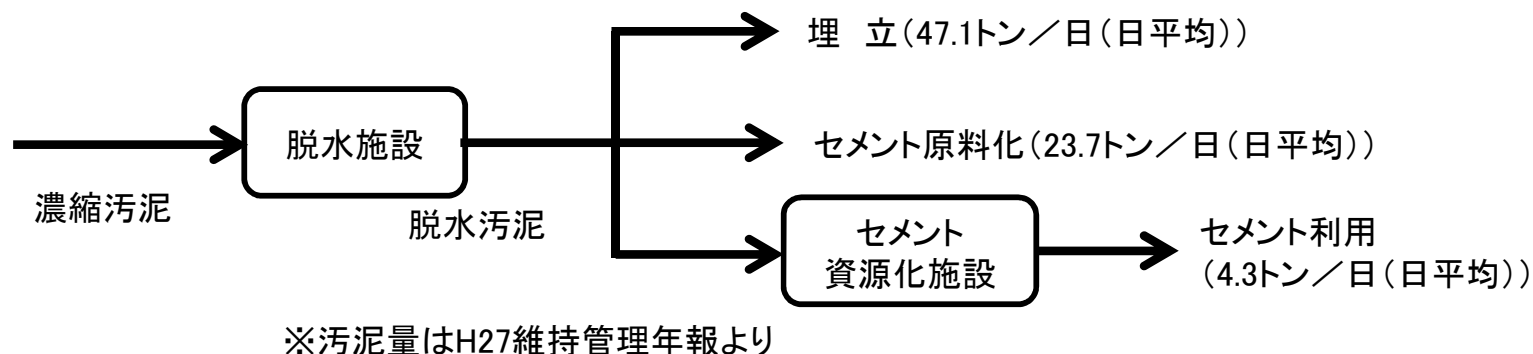 埋　立（47.1トン／日（日平均））
脱水施設
セメント原料化（23.7トン／日（日平均））
濃縮汚泥
脱水汚泥
セメント
資源化施設
セメント利用
（4.3トン／日（日平均））
※汚泥量はH27維持管理年報より